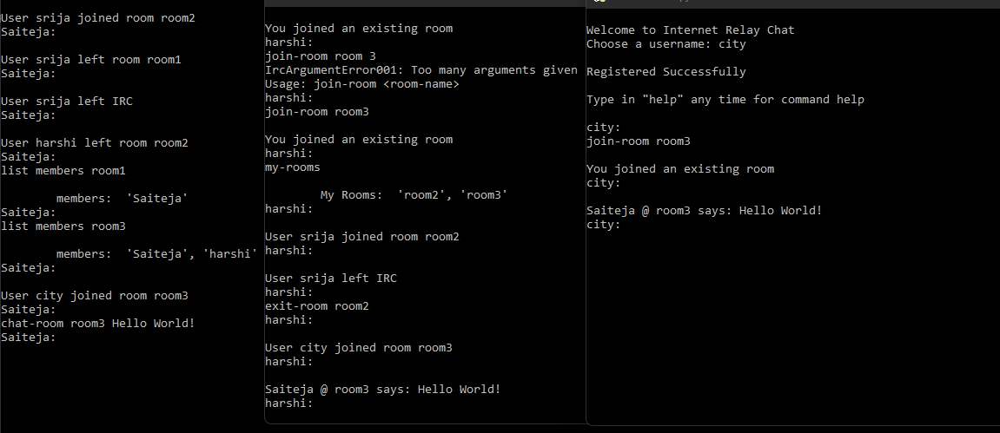 User srija joined room room2
Saiteja:
User srija left room room1
Saiteja:
User srija left IRC
Saiteja:
User harshi left room room2
Saiteja:
list members room1
members:  'Saiteja'
Saiteja:
list members room3
members:  'Saiteja', 'harshi'
Saiteja:
User city joined room room3
Saiteja:
chat-room room3 Hello World!
Saiteja:
You joined an existing room
harshi:
join-room room 3
IrcArgumentError001: Too many arguments given
Usage: join-room <room-name>
harshi:
join-room room3
You joined an existing room
harshi:
my-rooms
My Rooms:  'room2', 'room3'
harshi:
User srija joined room room2
harshi:
User srija left IRC
harshi:
exit-room room2
harshi:
User city joined room room3
harshi:
Saiteja @ room3 says: Hello World!
harshi:
Welcome to Internet Relay Chat
Choose a username: city
Registered Successfully
Type in "help" any time for command help
city:
join-room room3
You joined an existing room
city:
Saiteja @ room3 says: Hello World!
city: